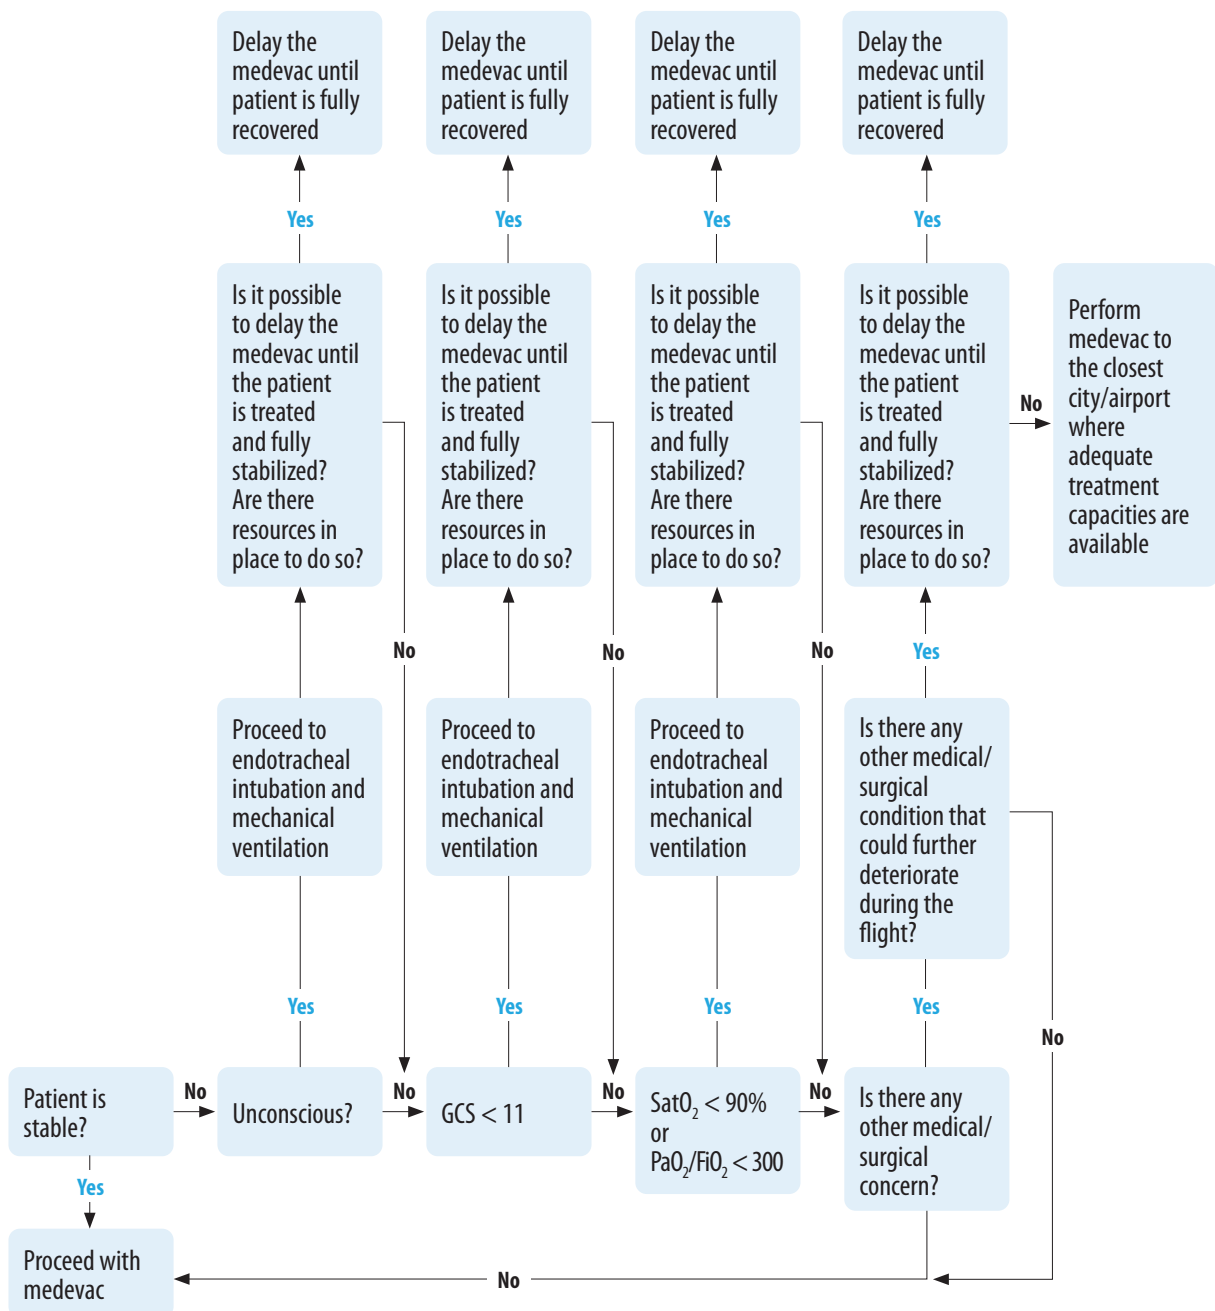 Delay the
medevac until
patient is fully
recovered
Delay the
medevac until
patient is fully
recovered
Delay the
medevac until
patient is fully
recovered
Delay the
medevac until
patient is fully
recovered
Yes
Yes
Yes
Yes
Is it possible
to delay the
medevac until
the patient
is treated
and fully
stabilized?
Are there
resources in
place to do so?
Is it possible
to delay the
medevac until
the patient
is treated
and fully
stabilized?
Are there
resources in
place to do so?
Is it possible
to delay the
medevac until
the patient
is treated
and fully
stabilized?
Are there
resources in
place to do so?
Is it possible
to delay the
medevac until
the patient
is treated
and fully
stabilized?
Are there
resources in
place to do so?
No
Perform
medevac to
the closest
city/airport
where
adequate
treatment
capacities are
available
No
No
No
Yes
Proceed to
endotracheal
intubation and
mechanical
ventilation
Proceed to
endotracheal
intubation and
mechanical
ventilation
Proceed to
endotracheal
intubation and
mechanical
ventilation
Is there any
other medical/
surgical
condition that
could further
deteriorate
during the
flight?
Yes
Yes
Yes
Yes
No
Patient is
stable?
No
Unconscious?
No
GCS < 11
No
SatO₂ < 90%
or
PaO₂/FiO₂ < 300
No
Is there any
other medical/
surgical
concern?
Yes
Proceed with
medevac
No